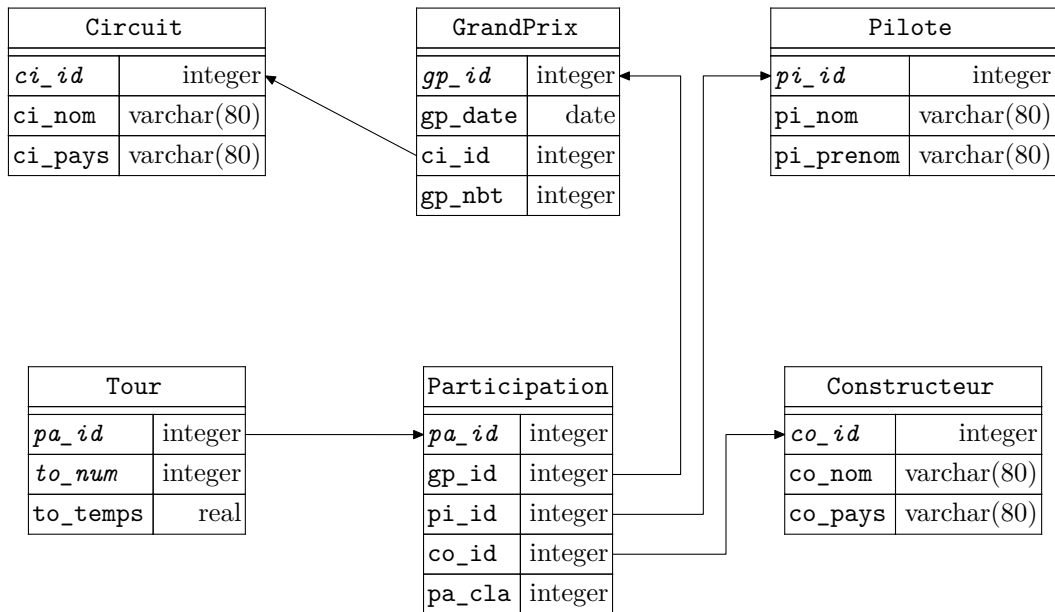 Circuit
ci_id integer
ci_nom varchar(80)
ci_pays varchar(80)
GrandPrix
gp_id integer
gp_date date
ci_id integer
gp_nbt integer
Pilote
pi_id integer
pi_nom varchar(80)
pi_prenom varchar(80)
Tour
pa_id integer
to_num integer
to_temps real
Participation
pa_id integer
gp_id integer
pi_id integer
co_id integer
pa_cla integer
Constructeur
co_id integer
co_nom varchar(80)
co_pays varchar(80)